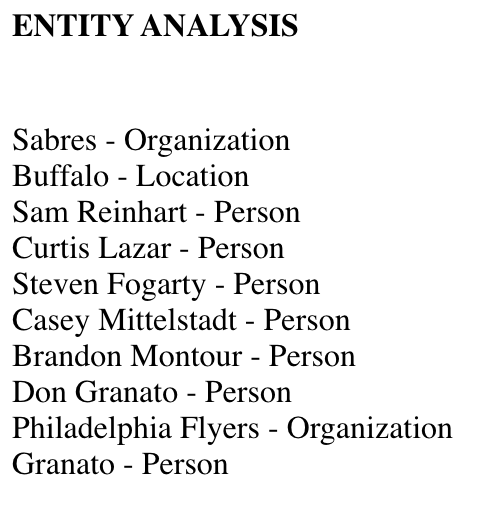 ENTITY ANALYSIS
Sabres - Organization
Buffalo - Location
Sam Reinhart - Person
Curtis Lazar - Person
Steven Fogarty - Person
Casey Mittelstadt - Person
Brandon Montour - Person
Don Granato - Person
Philadelphia Flyers - Organization
Granato - Person